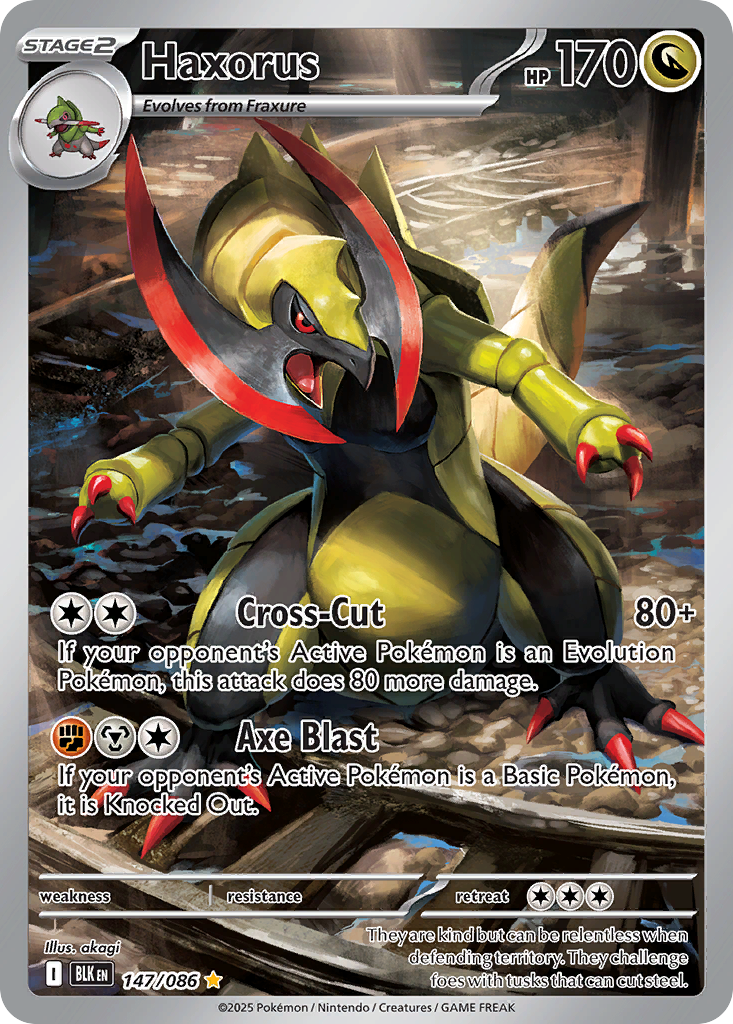 STAGE2
Haxorus
HP 170
Evolves from Fraxure
Cross-Cut 80+
If your opponent's Active Pokémon is an Evolution
Pokémon, this attack does 80 more damage.
Axe Blast
If your opponent's Active Pokémon is a Basic Pokémon,
it is Knocked Out.
weakness resistance retreat
Illus. akagi
They are kind but can be relentless when
defending territory. They challenge
foes with tusks that can cut steel.
I BLK EN 147/086
©2025 Pokémon / Nintendo / Creatures / GAME FREAK